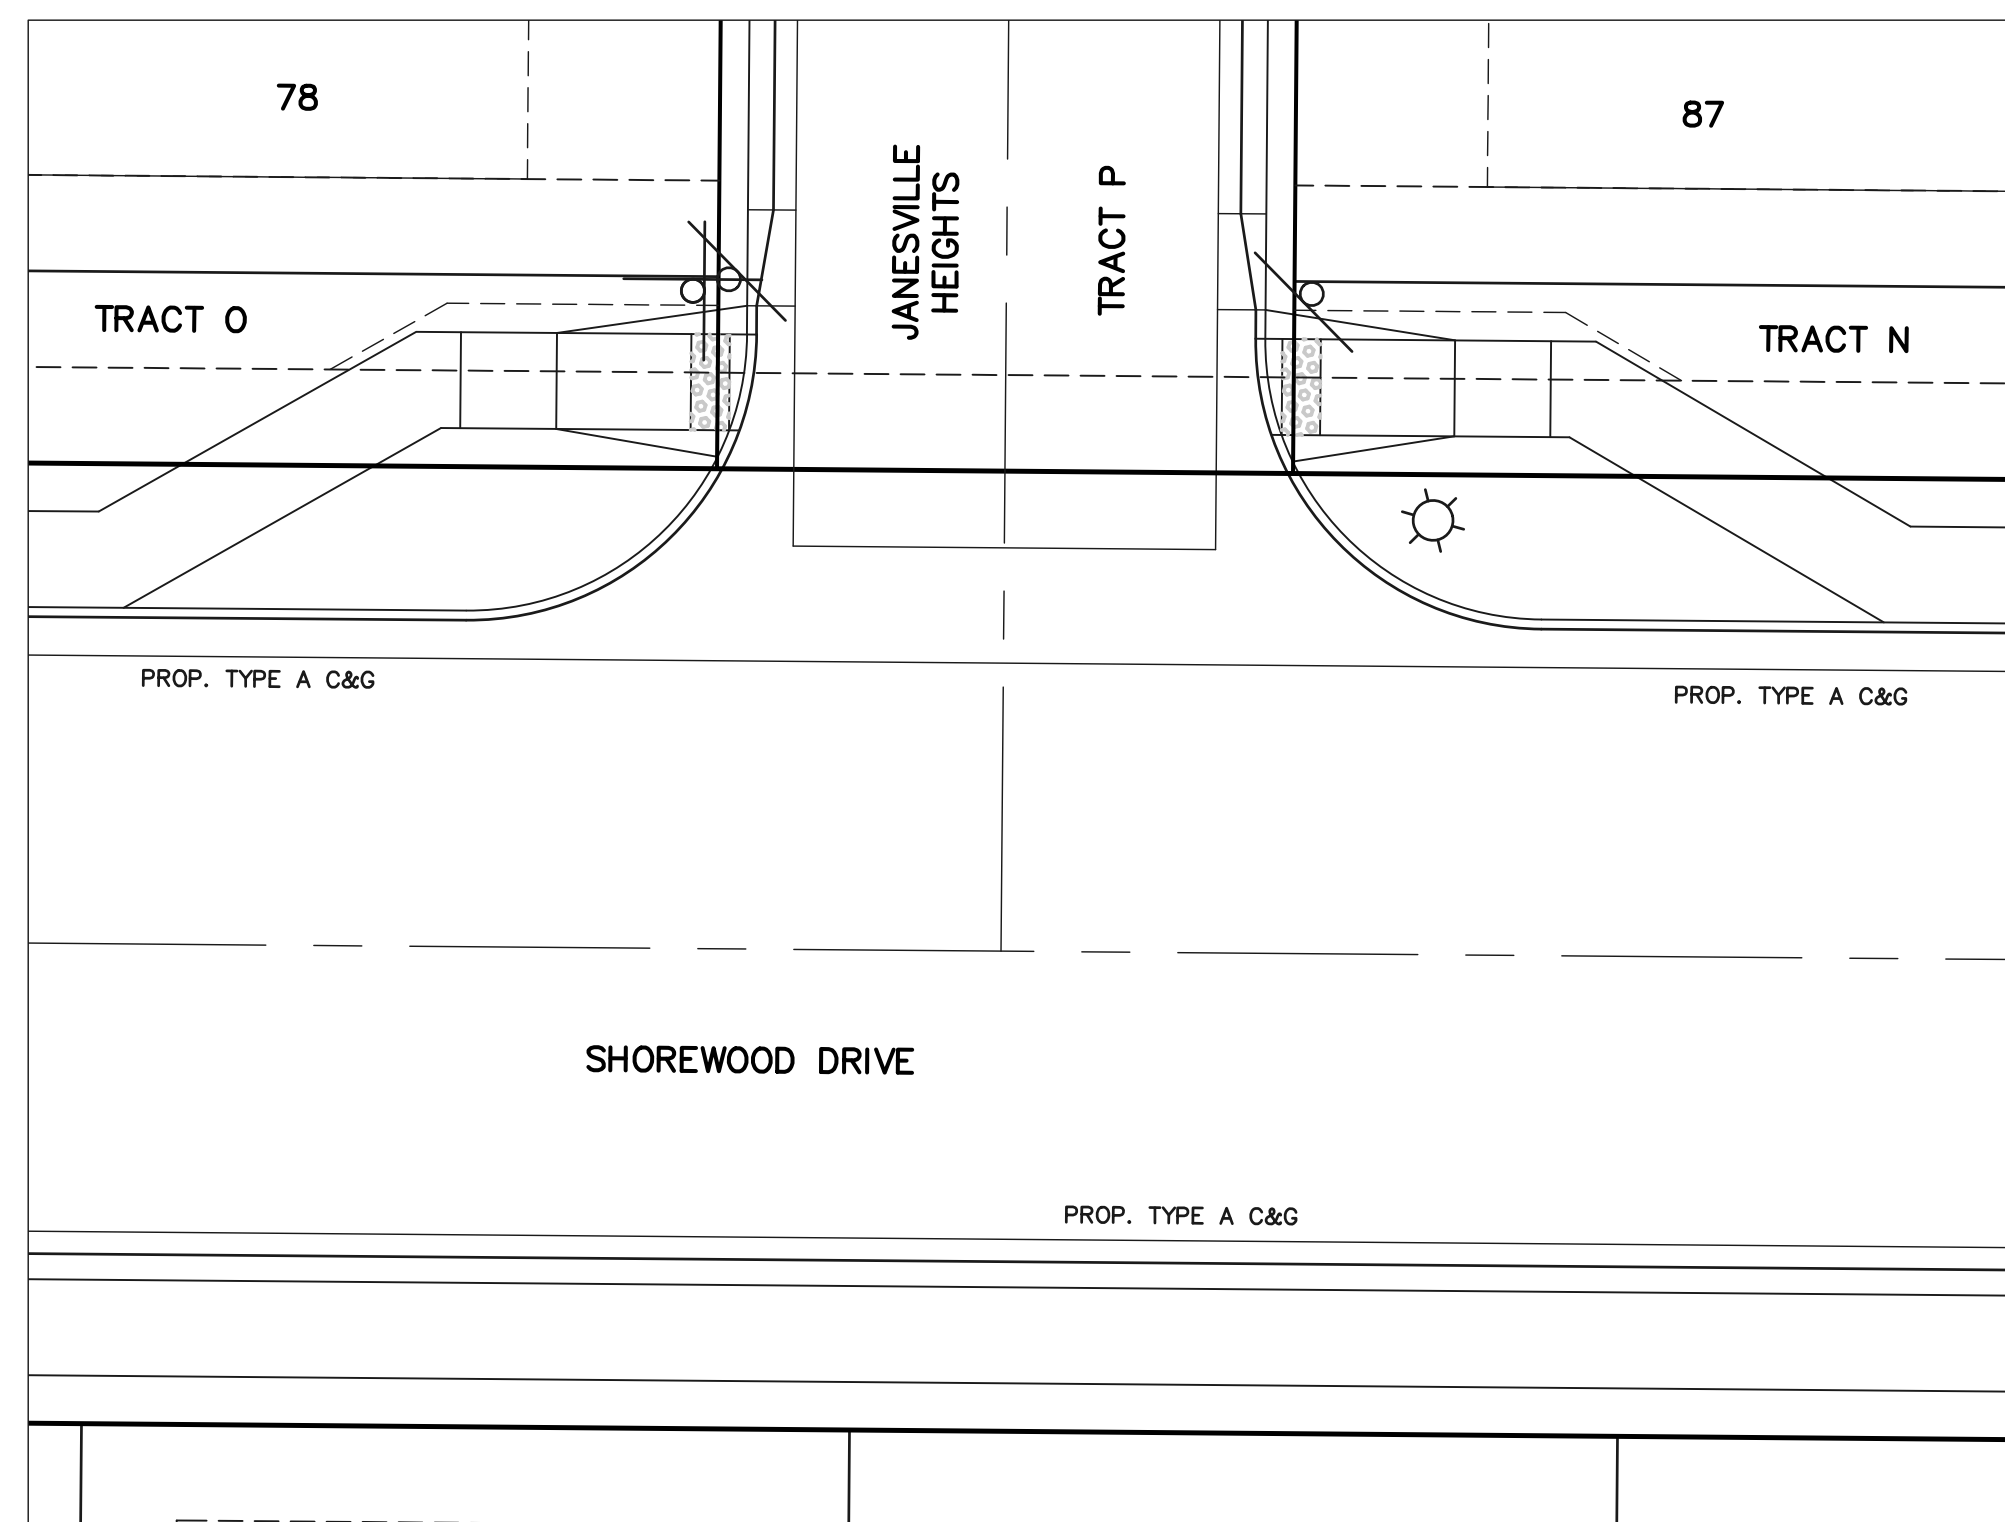 78
87
JANESVILLE
HEIGHTS
TRACT P
TRACT O
TRACT N
PROP. TYPE A C&G
PROP. TYPE A C&G
SHOREWOOD DRIVE
PROP. TYPE A C&G